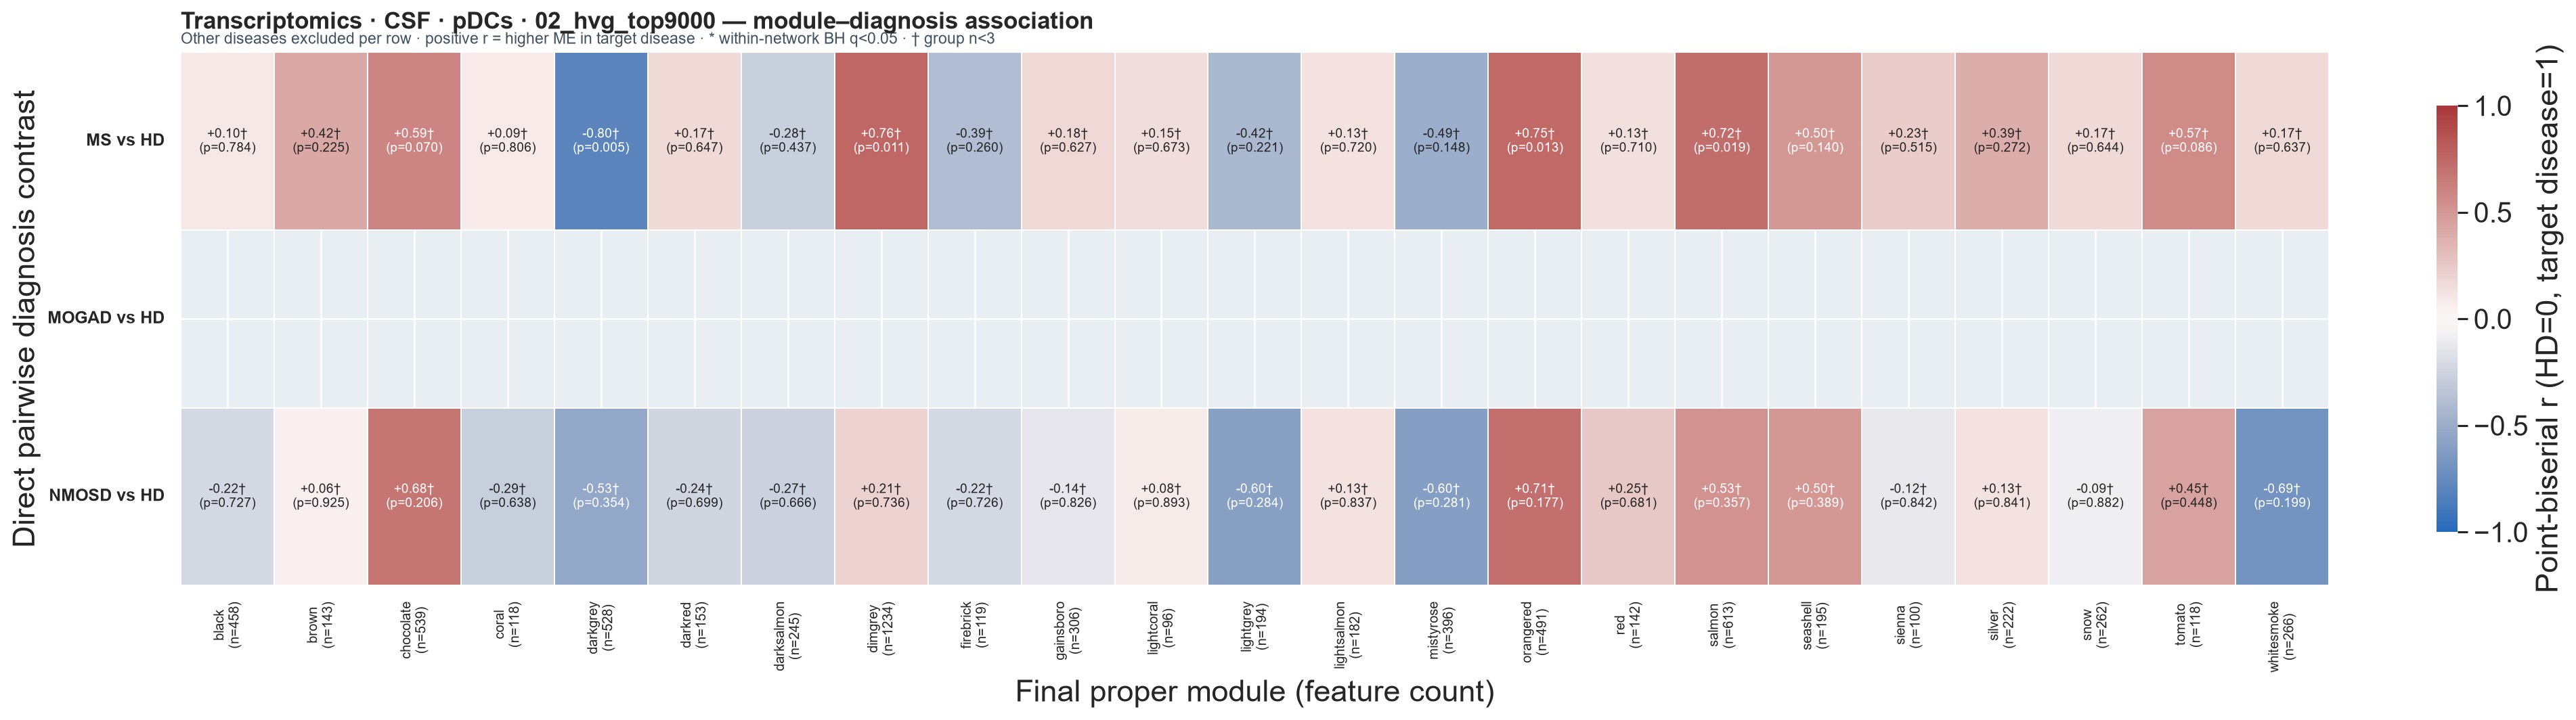 Transcriptomics · CSF · pDCs · 02_hvg_top9000 — module–diagnosis association
Other diseases excluded per row · positive r = higher ME in target disease · * within-network BH q<0.05 · † group n<3
Direct pairwise diagnosis contrast
MS vs HD
+0.10† +0.42† +0.59† +0.09† -0.80† +0.17† -0.28† +0.76† -0.39† +0.18† +0.15† -0.42† +0.13† -0.49† +0.75† +0.13† +0.72† +0.50† +0.23† +0.39† +0.17† +0.57† +0.17†
(p=0.784) (p=0.225) (p=0.070) (p=0.806) (p=0.005) (p=0.647) (p=0.437) (p=0.011) (p=0.260) (p=0.627) (p=0.673) (p=0.221) (p=0.720) (p=0.148) (p=0.013) (p=0.710) (p=0.019) (p=0.140) (p=0.515) (p=0.272) (p=0.644) (p=0.086) (p=0.637)
MOGAD vs HD
NMOSD vs HD
-0.22† +0.06† +0.68† -0.29† -0.53† -0.24† -0.27† +0.21† -0.22† -0.14† +0.08† -0.60† +0.13† -0.60† +0.71† +0.25† +0.53† +0.50† -0.12† +0.13† -0.09† +0.45† -0.69†
(p=0.727) (p=0.925) (p=0.206) (p=0.638) (p=0.354) (p=0.699) (p=0.666) (p=0.736) (p=0.726) (p=0.826) (p=0.893) (p=0.284) (p=0.837) (p=0.281) (p=0.177) (p=0.681) (p=0.357) (p=0.389) (p=0.842) (p=0.841) (p=0.882) (p=0.448) (p=0.199)
black
(n=458)
brown
(n=143)
chocolate
(n=539)
coral
(n=118)
darkgrey
(n=528)
darkred
(n=153)
darksalmon
(n=245)
dimgrey
(n=1234)
firebrick
(n=119)
gainsboro
(n=306)
lightcoral
(n=96)
lightgrey
(n=194)
lightsalmon
(n=182)
mistyrose
(n=396)
orangered
(n=491)
red
(n=142)
salmon
(n=613)
seashell
(n=195)
sienna
(n=100)
silver
(n=222)
snow
(n=262)
tomato
(n=118)
whitesmoke
(n=266)
Final proper module (feature count)
1.0
0.5
0.0
−0.5
−1.0
Point-biserial r (HD=0, target disease=1)